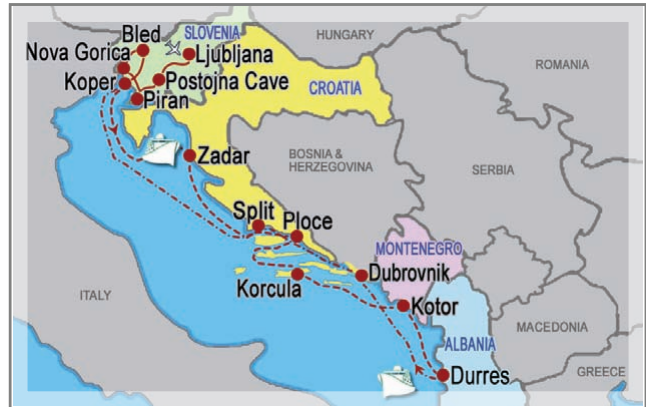 Bled
SLOVENIA
HUNGARY
Nova Gorica
Ljubljana
Koper
Postojna Cave
ROMANIA
Piran
CROATIA
Zadar
BOSNIA &
HERZEGOVINA
SERBIA
Split
Ploce
MONTENEGRO
Dubrovnik
Korcula
ITALY
Kotor
MACEDONIA
ALBANIA
GREECE
Durres